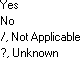 Yes
No
/, Not Applicable
?, Unknown